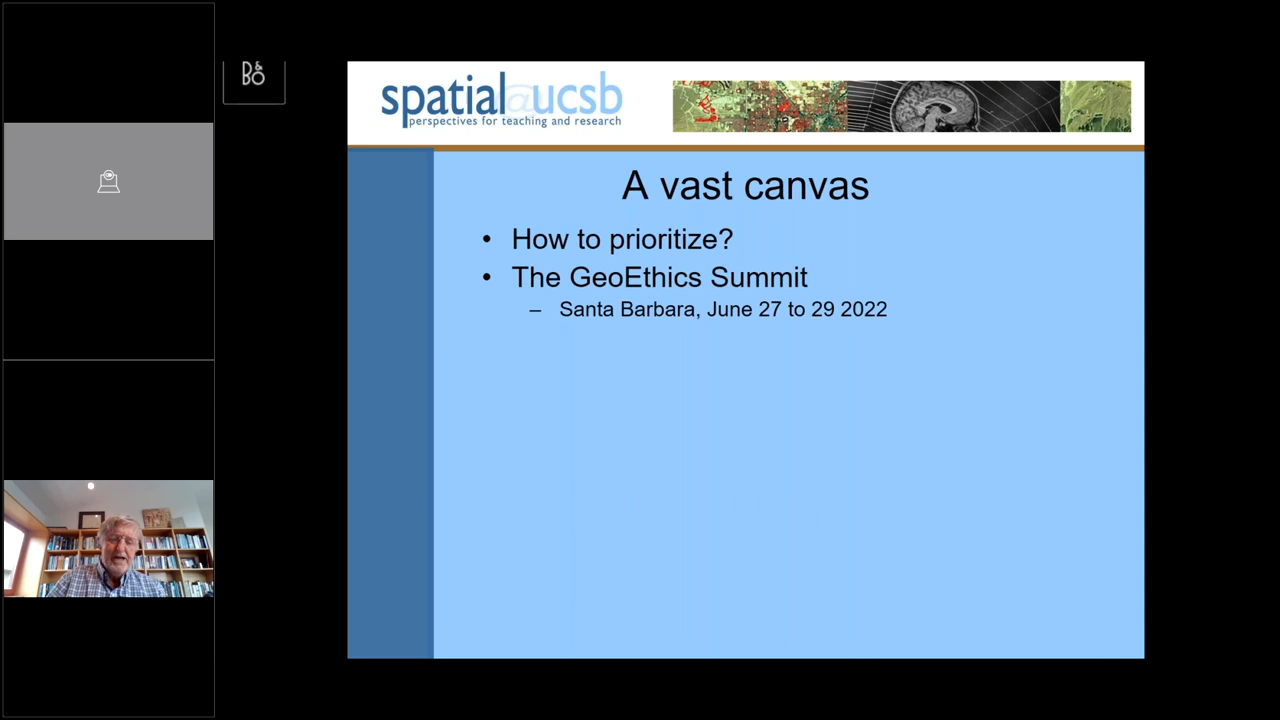 B&
BO
spatial@ucsb
perspectives for teaching and research
A vast canvas
• How to prioritize?
• The GeoEthics Summit
– Santa Barbara, June 27 to 29 2022